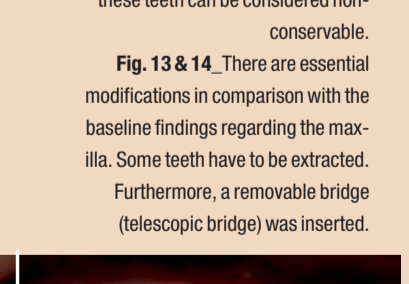 these teeth can be considered non-
conservable.
Fig. 13 & 14_There are essential
modifications in comparison with the
baseline findings regarding the max-
illa. Some teeth have to be extracted.
Furthermore, a removable bridge
(telescopic bridge) was inserted.